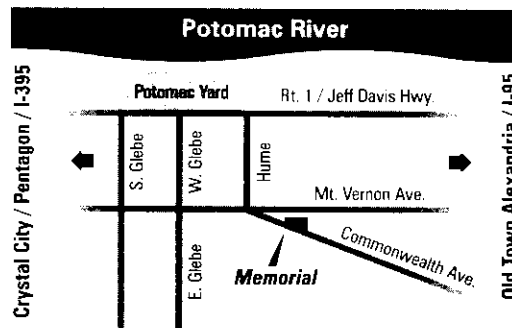 Potomac River
Potomac Yard
Rt. 1 / Jeff Davis Hwy.
Crystal City / Pentagon / I-395
S. Glebe
W. Glebe
Hume
Old Town Alexandria / I-95
Mt. Vernon Ave.
E. Glebe
Memorial
Commonwealth Ave.